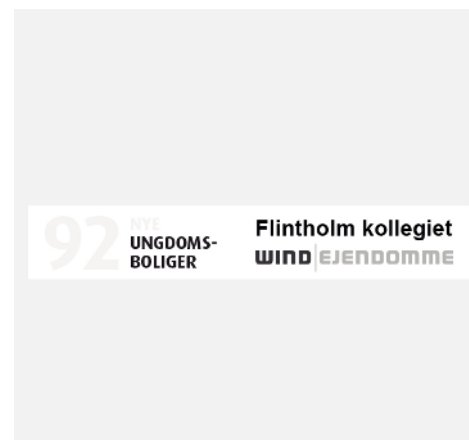 92 NYE
UNGDOMS-
BOLIGER
Flintholm kollegiet
WIND|EJENDOMME